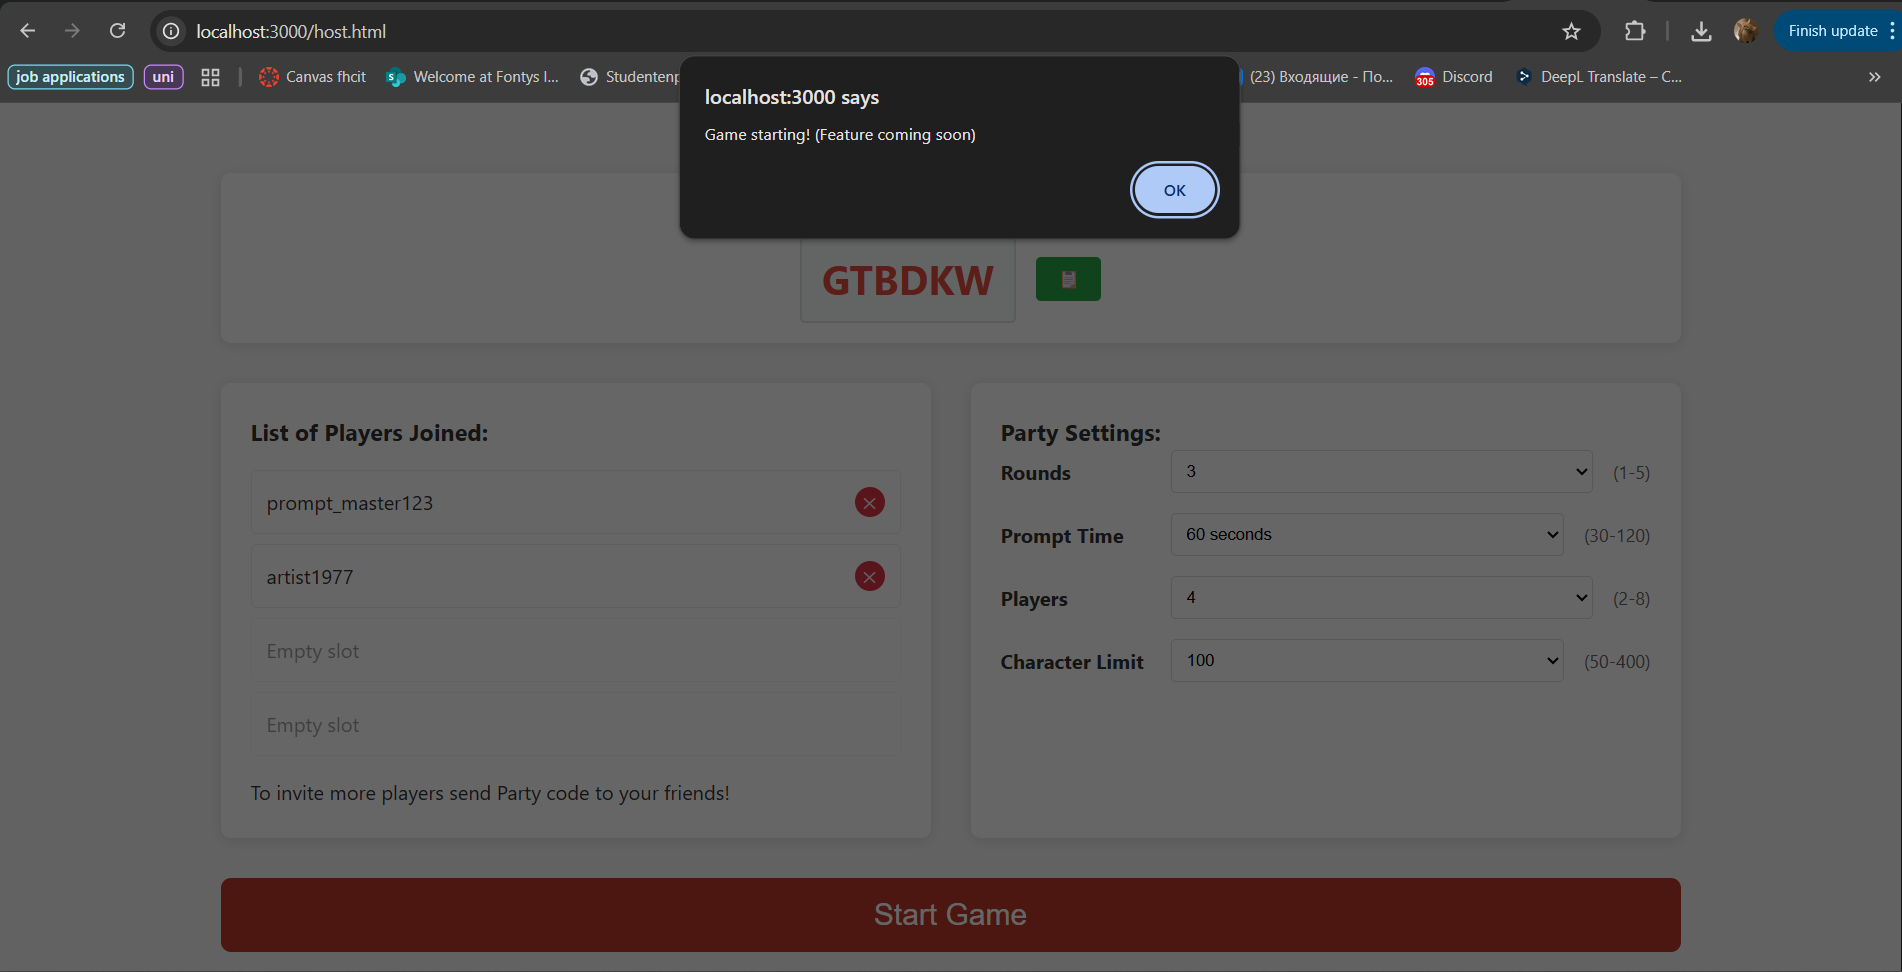 localhost:3000/host.html
Finish update
job applications
uni
Canvas fhcit
Welcome at Fontys I...
Studentenp
(23) Входящие - По...
305
Discord
DeepL Translate – C...
localhost:3000 says
Game starting! (Feature coming soon)
OK
GTBDKW
List of Players Joined:
prompt_master123
artist1977
Empty slot
Empty slot
To invite more players send Party code to your friends!
Party Settings:
Rounds 3 (1-5)
Prompt Time 60 seconds (30-120)
Players 4 (2-8)
Character Limit 100 (50-400)
Start Game